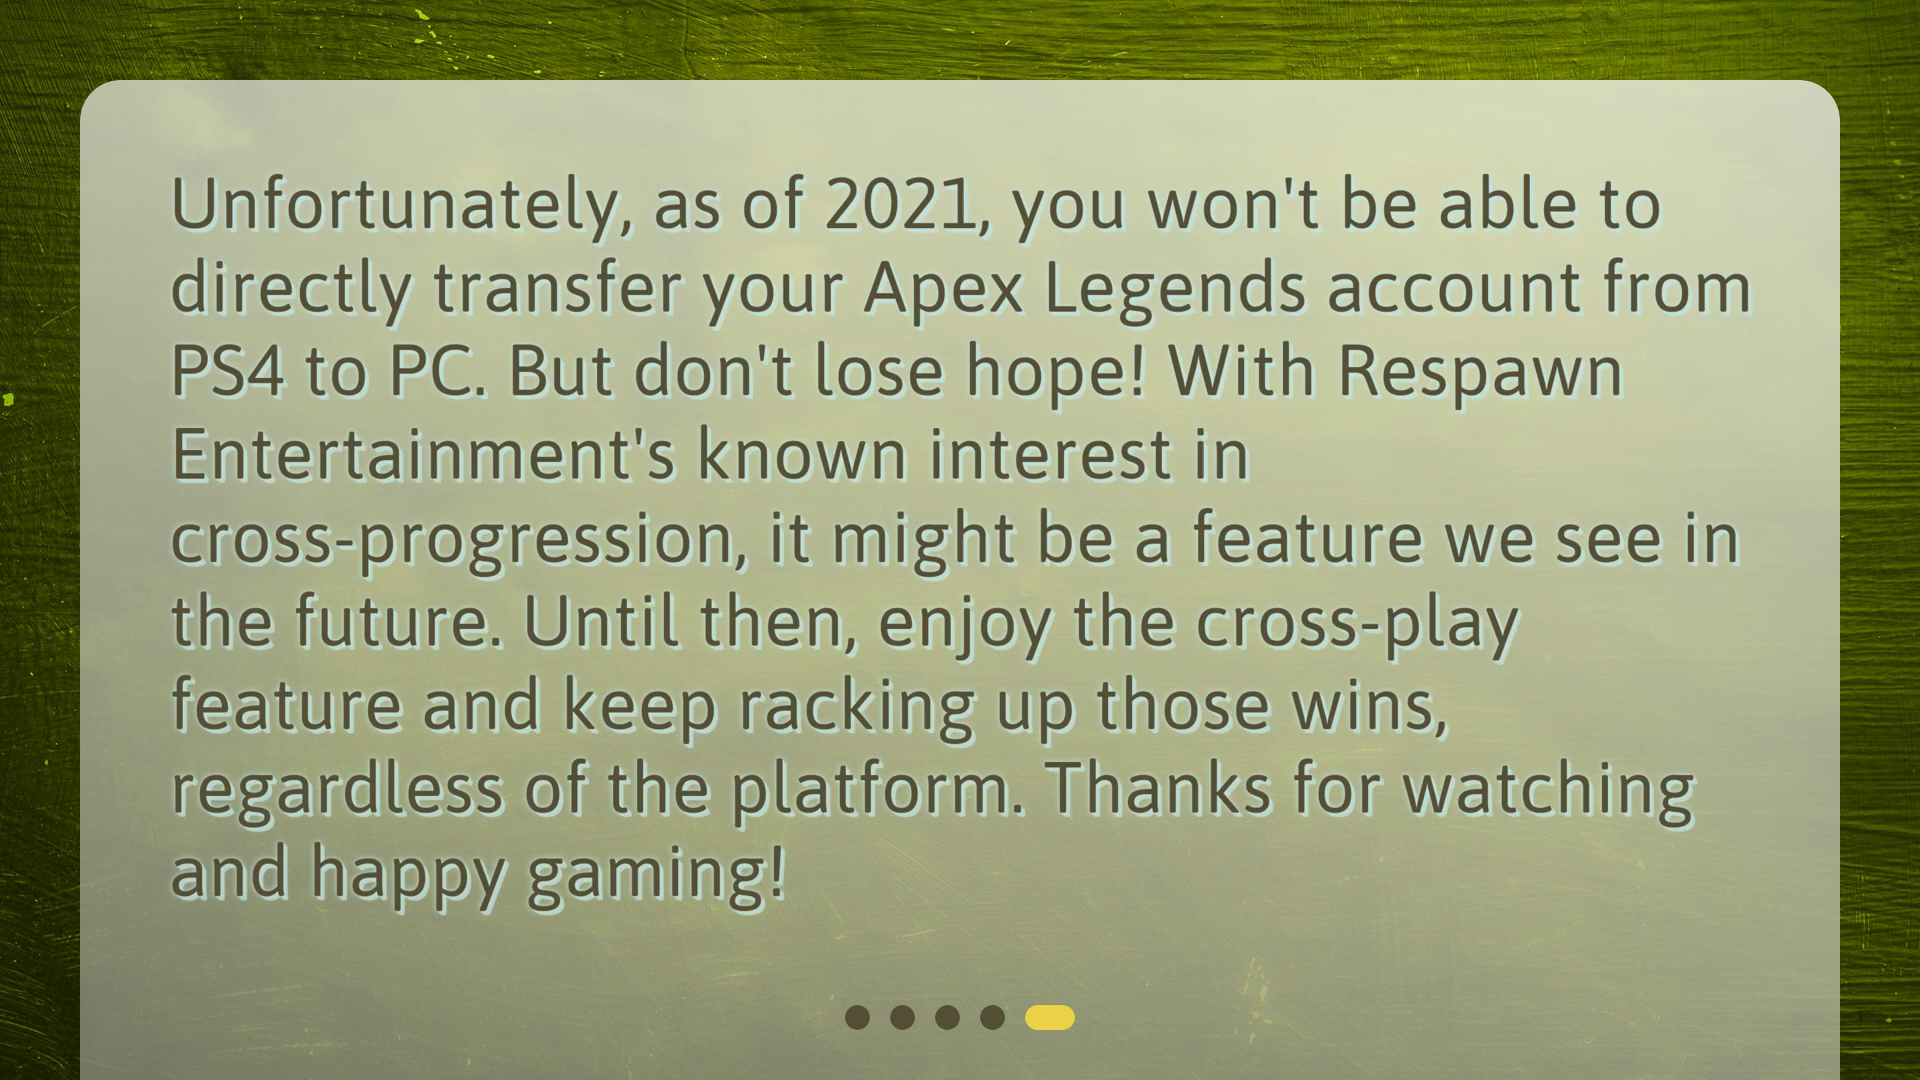 Unfortunately, as of 2021, you won't be able to
directly transfer your Apex Legends account from
PS4 to PC. But don't lose hope! With Respawn
Entertainment's known interest in
cross-progression, it might be a feature we see in
the future. Until then, enjoy the cross-play
feature and keep racking up those wins,
regardless of the platform. Thanks for watching
and happy gaming!